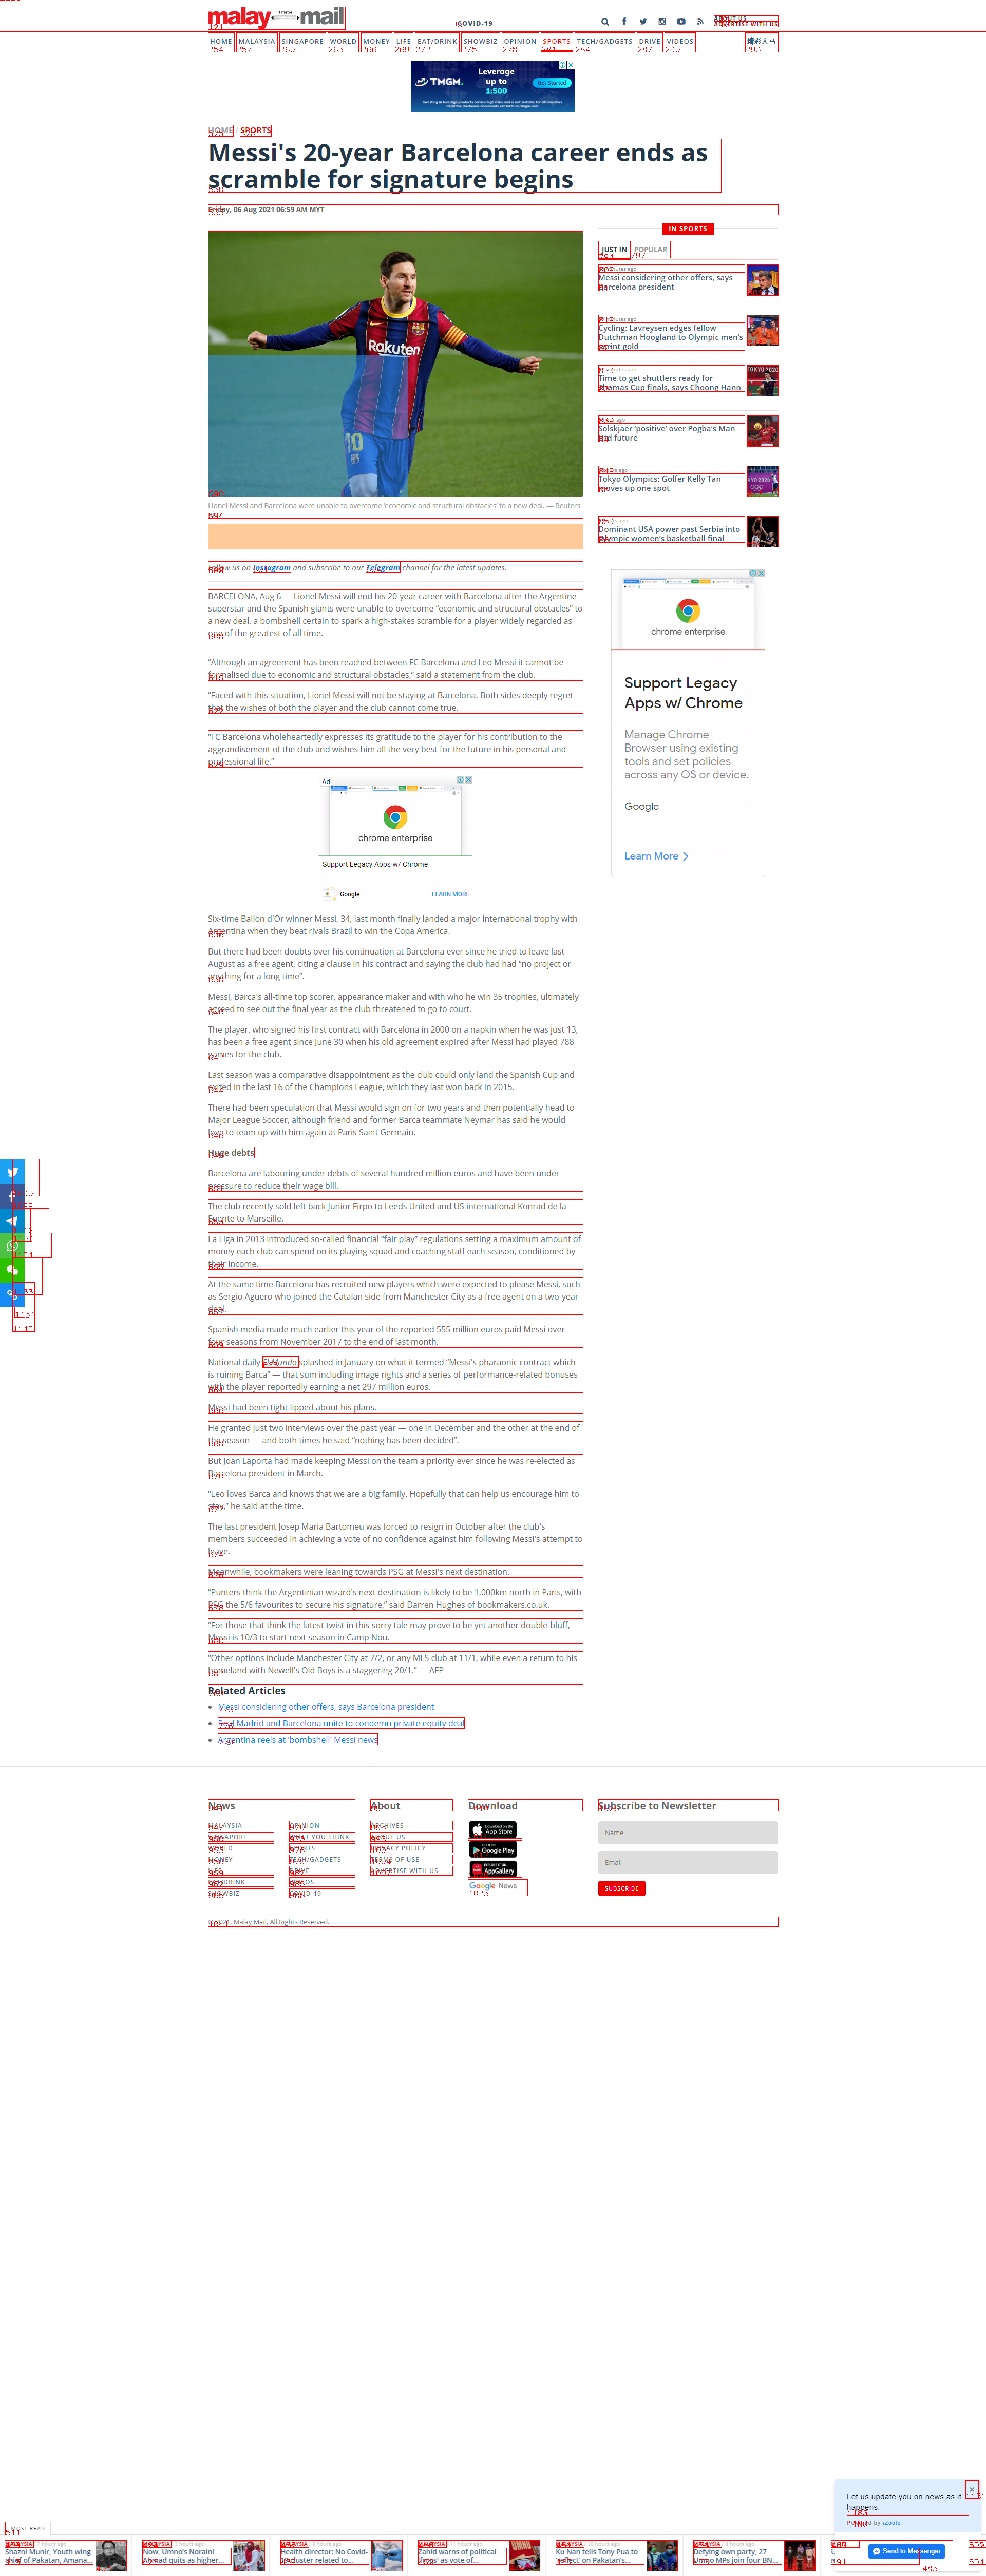 malay mail
COVID-19
ABOUT US
ADVERTISE WITH US
HOME MALAYSIA SINGAPORE WORLD MONEY LIFE EAT/DRINK SHOWBIZ OPINION SPORTS TECH/GADGETS DRIVE VIDEOS 精彩大马
TMGM
Leverage
up to
1:500
Get Started
HOME / SPORTS
Messi's 20-year Barcelona career ends as
scramble for signature begins
Friday, 06 Aug 2021 06:59 AM MYT
Rakuten
Lionel Messi and Barcelona were unable to overcome 'economic and structural obstacles' to a new deal. — Reuters
Follow us on Instagram and subscribe to our Telegram channel for the latest updates.
BARCELONA, Aug 6 — Lionel Messi will end his 20-year career with Barcelona after the Argentine
superstar and the Spanish giants were unable to overcome "economic and structural obstacles" to
a new deal, a bombshell certain to spark a high-stakes scramble for a player widely regarded as
one of the greatest of all time.
"Although an agreement has been reached between FC Barcelona and Leo Messi it cannot be
formalised due to economic and structural obstacles," said a statement from the club.
"Faced with this situation, Lionel Messi will not be staying at Barcelona. Both sides deeply regret
that the wishes of both the player and the club cannot come true.
"FC Barcelona wholeheartedly expresses its gratitude to the player for his contribution to the
aggrandisement of the club and wishes him all the very best for the future in his personal and
professional life."
Ad
chrome enterprise
Support Legacy Apps w/ Chrome
Google
LEARN MORE
Six-time Ballon d'Or winner Messi, 34, last month finally landed a major international trophy with
Argentina when they beat rivals Brazil to win the Copa America.
But there had been doubts over his continuation at Barcelona ever since he tried to leave last
August as a free agent, citing a clause in his contract and saying the club had had "no project or
anything for a long time".
Messi, Barca's all-time top scorer, appearance maker and with who he win 35 trophies, ultimately
agreed to see out the final year as the club threatened to go to court.
The player, who signed his first contract with Barcelona in 2000 on a napkin when he was just 13,
has been a free agent since June 30 when his old agreement expired after Messi had played 788
games for the club.
Last season was a comparative disappointment as the club could only land the Spanish Cup and
exited in the last 16 of the Champions League, which they last won back in 2015.
There had been speculation that Messi would sign on for two years and then potentially head to
Major League Soccer, although friend and former Barca teammate Neymar has said he would
love to team up with him again at Paris Saint Germain.
Huge debts
Barcelona are labouring under debts of several hundred million euros and have been under
pressure to reduce their wage bill.
The club recently sold left back Junior Firpo to Leeds United and US international Konrad de la
Fuente to Marseille.
La Liga in 2013 introduced so-called financial "fair play" regulations setting a maximum amount of
money each club can spend on its playing squad and coaching staff each season, conditioned by
their income.
At the same time Barcelona has recruited new players which were expected to please Messi, such
as Sergio Aguero who joined the Catalan side from Manchester City as a free agent on a two-year
deal.
Spanish media made much earlier this year of the reported 555 million euros paid Messi over
four seasons from November 2017 to the end of last month.
National daily El Mundo splashed in January on what it termed "Messi's pharaonic contract which
is ruining Barca" — that sum including image rights and a series of performance-related bonuses
with the player reportedly earning a net 297 million euros.
Messi had been tight lipped about his plans.
He granted just two interviews over the past year — one in December and the other at the end of
the season — and both times he said "nothing has been decided".
But Joan Laporta had made keeping Messi on the team a priority ever since he was re-elected as
Barcelona president in March.
"Leo loves Barca and knows that we are a big family. Hopefully that can help us encourage him to
stay," he said at the time.
The last president Josep Maria Bartomeu was forced to resign in October after the club's
members succeeded in achieving a vote of no confidence against him following Messi's attempt to
leave.
Meanwhile, bookmakers were leaning towards PSG at Messi's next destination.
"Punters think the Argentinian wizard's next destination is likely to be 1,000km north in Paris, with
PSG the 5/6 favourites to secure his signature," said Darren Hughes of bookmakers.co.uk.
"For those that think the latest twist in this sorry tale may prove to be yet another double-bluff,
Messi is 10/3 to start next season in Camp Nou.
"Other options include Manchester City at 7/2, or any MLS club at 11/1, while even a return to his
homeland with Newell's Old Boys is a staggering 20/1." — AFP
Related Articles
Messi considering other offers, says Barcelona president
Real Madrid and Barcelona unite to condemn private equity deal
Argentina reels at 'bombshell' Messi news
IN SPORTS
JUST IN POPULAR
Messi considering other offers, says
Barcelona president
Cycling: Lavreysen edges fellow
Dutchman Hoogland to Olympic men's
sprint gold
Time to get shuttlers ready for
Thomas Cup finals, says Choong Hann
Solskjaer 'positive' over Pogba's Man
Utd future
Tokyo Olympics: Golfer Kelly Tan
moves up one spot
Dominant USA power past Serbia into
Olympic women's basketball final
chrome enterprise
Support Legacy
Apps w/ Chrome
Manage Chrome
Browser using existing
tools and set policies
across any OS or device.
Google
Learn More
News
MALAYSIA
SINGAPORE
WORLD
MONEY
LIFE
EAT/DRINK
SHOWBIZ
OPINION
WHAT YOU THINK
SPORTS
TECH/GADGETS
DRIVE
VIDEOS
COVID-19
About
ARCHIVES
ABOUT US
PRIVACY POLICY
TERMS OF USE
ADVERTISE WITH US
Download
App Store
Google Play
AppGallery
Google News
Subscribe to Newsletter
Name
Email
SUBSCRIBE
© 2021, Malay Mail, All Rights Reserved.
Let us update you on news as it
happens.
iZooto
Send to Messenger
MOST READ
Shazni Munir, Youth wing
chief of Pakatan, Amana...
Now, Umno's Noraini
Ahmad quits as higher...
Health director: No Covid-
19 cluster related to...
Zahid warns of political
'frogs' as vote of...
Ku Nan tells Tony Pua to
'reflect' on Pakatan's...
Defying own party, 27
Umno MPs join four BN...